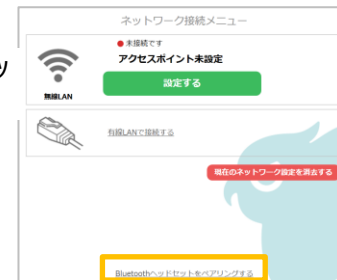 ネットワーク接続メニュー
ッ
未接続です
アクセスポイント未設定
設定する
無線LAN
有線LANで接続する
現在のネットワーク設定を消去する
Bluetoothヘッドセットをペアリングする